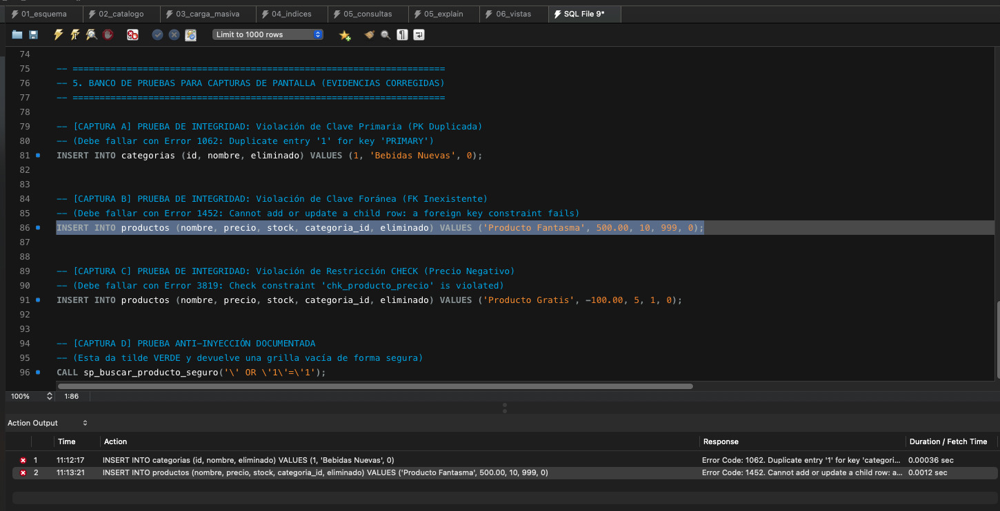 01_esquema 02_catalogo 03_carga_masiva 04_indices 05_consultas 05_explain 06_vistas SQL File 9*
Limit to 1000 rows
74
75 -- =====================================================================
76 -- 5. BANCO DE PRUEBAS PARA CAPTURAS DE PANTALLA (EVIDENCIAS CORREGIDAS)
77 -- =====================================================================
78
79 -- [CAPTURA A] PRUEBA DE INTEGRIDAD: Violación de Clave Primaria (PK Duplicada)
80 -- (Debe fallar con Error 1062: Duplicate entry '1' for key 'PRIMARY')
81 INSERT INTO categorias (id, nombre, eliminado) VALUES (1, 'Bebidas Nuevas', 0);
82
83
84 -- [CAPTURA B] PRUEBA DE INTEGRIDAD: Violación de Clave Foránea (FK Inexistente)
85 -- (Debe fallar con Error 1452: Cannot add or update a child row: a foreign key constraint fails)
86 INSERT INTO productos (nombre, precio, stock, categoria_id, eliminado) VALUES ('Producto Fantasma', 500.00, 10, 999, 0);
87
88
89 -- [CAPTURA C] PRUEBA DE INTEGRIDAD: Violación de Restricción CHECK (Precio Negativo)
90 -- (Debe fallar con Error 3819: Check constraint 'chk_producto_precio' is violated)
91 INSERT INTO productos (nombre, precio, stock, categoria_id, eliminado) VALUES ('Producto Gratis', -100.00, 5, 1, 0);
92
93
94 -- [CAPTURA D] PRUEBA ANTI-INYECCIÓN DOCUMENTADA
95 -- (Esta da tilde VERDE y devuelve una grilla vacía de forma segura)
96 CALL sp_buscar_producto_seguro('\' OR \'1\'=\'1');
100% 1:86
Action Output
Time Action Response Duration / Fetch Time
1 11:12:17 INSERT INTO categorias (id, nombre, eliminado) VALUES (1, 'Bebidas Nuevas', 0) Error Code: 1062. Duplicate entry '1' for key 'categori... 0.00036 sec
2 11:13:21 INSERT INTO productos (nombre, precio, stock, categoria_id, eliminado) VALUES ('Producto Fantasma', 500.00, 10, 999, 0) Error Code: 1452. Cannot add or update a child row: a... 0.0012 sec